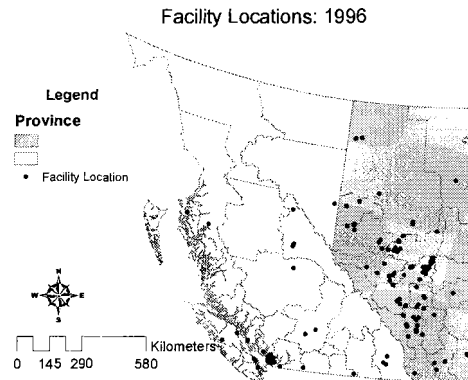 Facility Locations: 1996
Legend
Province
Facility Location
N
W E
S
Kilometers
0 145 290 580